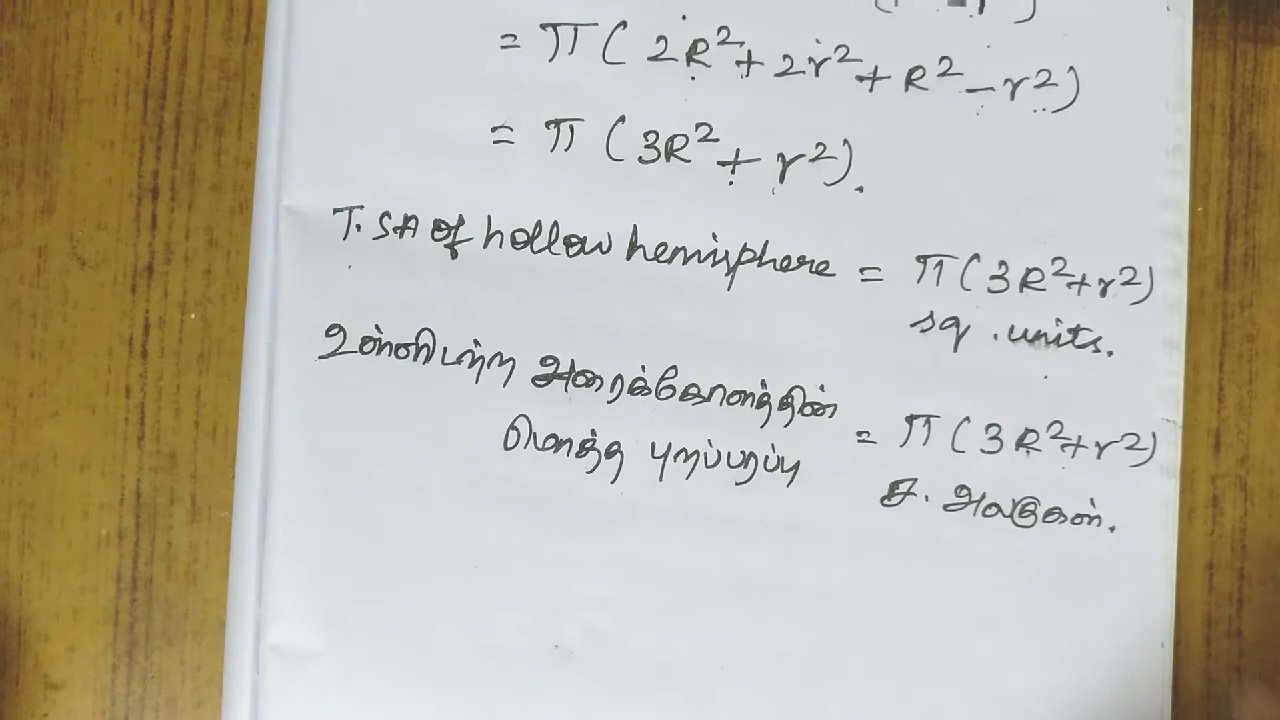 = π ( 2R² + 2r² + R² - r² )
= π ( 3R² + r² ).
T. SA of hollow hemisphere = π ( 3R² + r² )
sq . units.
உள்ளீடற்ற அரைக்கோளத்தின்
மொத்த புறப்பரப்பு = π ( 3R² + r² )
ச. அலகுகள்.